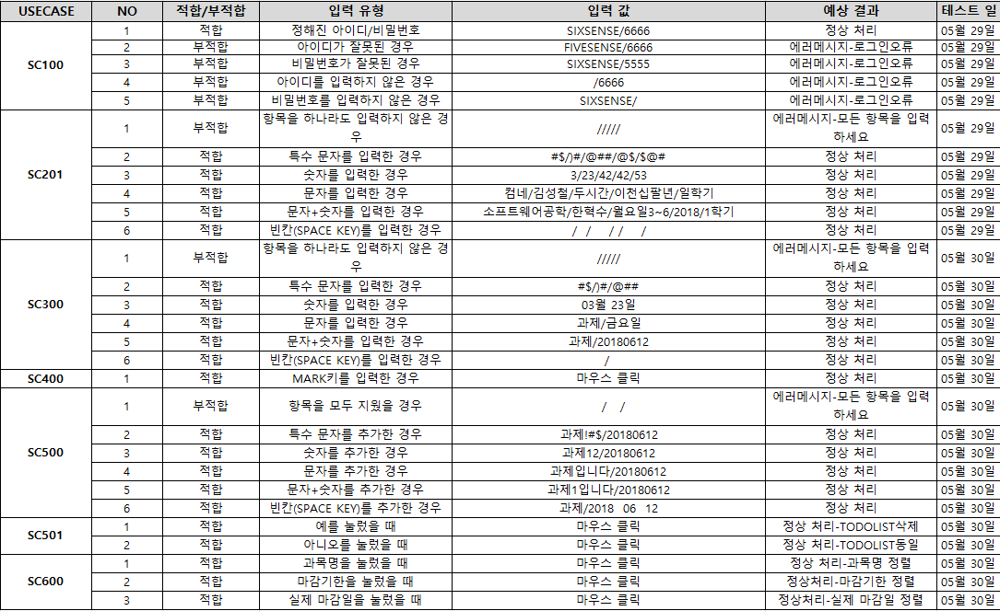 USECASE NO 적합/부적합 입력 유형 입력 값 예상 결과 테스트 일
SC100 1 적합 정해진 아이디/비밀번호 SIXSENSE/6666 정상 처리 05월 29일
2 부적합 아이디가 잘못된 경우 FIVESENSE/6666 에러메시지-로그인오류 05월 29일
3 부적합 비밀번호가 잘못된 경우 SIXSENSE/5555 에러메시지-로그인오류 05월 29일
4 부적합 아이디를 입력하지 않은 경우 /6666 에러메시지-로그인오류 05월 29일
5 부적합 비밀번호를 입력하지 않은 경우 SIXSENSE/ 에러메시지-로그인오류 05월 29일
SC201 1 부적합 항목을 하나라도 입력하지 않은 경
우 ///// 에러메시지-모든 항목을 입력
하세요 05월 29일
2 적합 특수 문자를 입력한 경우 #$/)#/@##/@$/$@# 정상 처리 05월 29일
3 적합 숫자를 입력한 경우 3/23/42/42/53 정상 처리 05월 29일
4 적합 문자를 입력한 경우 컴네/김성철/두시간/이천십팔년/일학기 정상 처리 05월 29일
5 적합 문자+숫자를 입력한 경우 소프트웨어공학/한혁수/월요일3~6/2018/1학기 정상 처리 05월 29일
6 적합 빈칸(SPACE KEY)를 입력한 경우 / / / / / 정상 처리 05월 29일
SC300 1 부적합 항목을 하나라도 입력하지 않은 경
우 ///// 에러메시지-모든 항목을 입력
하세요 05월 30일
2 적합 특수 문자를 입력한 경우 #$/)#/@## 정상 처리 05월 30일
3 적합 숫자를 입력한 경우 03월 23일 정상 처리 05월 30일
4 적합 문자를 입력한 경우 과제/금요일 정상 처리 05월 30일
5 적합 문자+숫자를 입력한 경우 과제/20180612 정상 처리 05월 30일
6 적합 빈칸(SPACE KEY)를 입력한 경우 / 정상 처리 05월 30일
SC400 1 적합 MARK키를 입력한 경우 마우스 클릭 정상 처리 05월 30일
SC500 1 부적합 항목을 모두 지웠을 경우 / / 에러메시지-모든 항목을 입력
하세요 05월 30일
2 적합 특수 문자를 추가한 경우 과제!#$/20180612 정상 처리 05월 30일
3 적합 숫자를 추가한 경우 과제12/20180612 정상 처리 05월 30일
4 적합 문자를 추가한 경우 과제입니다/20180612 정상 처리 05월 30일
5 적합 문자+숫자를 추가한 경우 과제1입니다/20180612 정상 처리 05월 30일
6 적합 빈칸(SPACE KEY)를 추가한 경우 과제/2018 06 12 정상 처리 05월 30일
SC501 1 적합 예를 눌렀을 때 마우스 클릭 정상 처리-TODOLIST삭제 05월 30일
2 적합 아니오를 눌렀을 때 마우스 클릭 정상 처리-TODOLIST동일 05월 30일
SC600 1 적합 과목명을 눌렀을 때 마우스 클릭 정상 처리-과목명 정렬 05월 30일
2 적합 마감기한을 눌렀을 때 마우스 클릭 정상처리-마감기한 정렬 05월 30일
3 적합 실제 마감일을 눌렀을 때 마우스 클릭 정상처리-실제 마감일 정렬 05월 30일